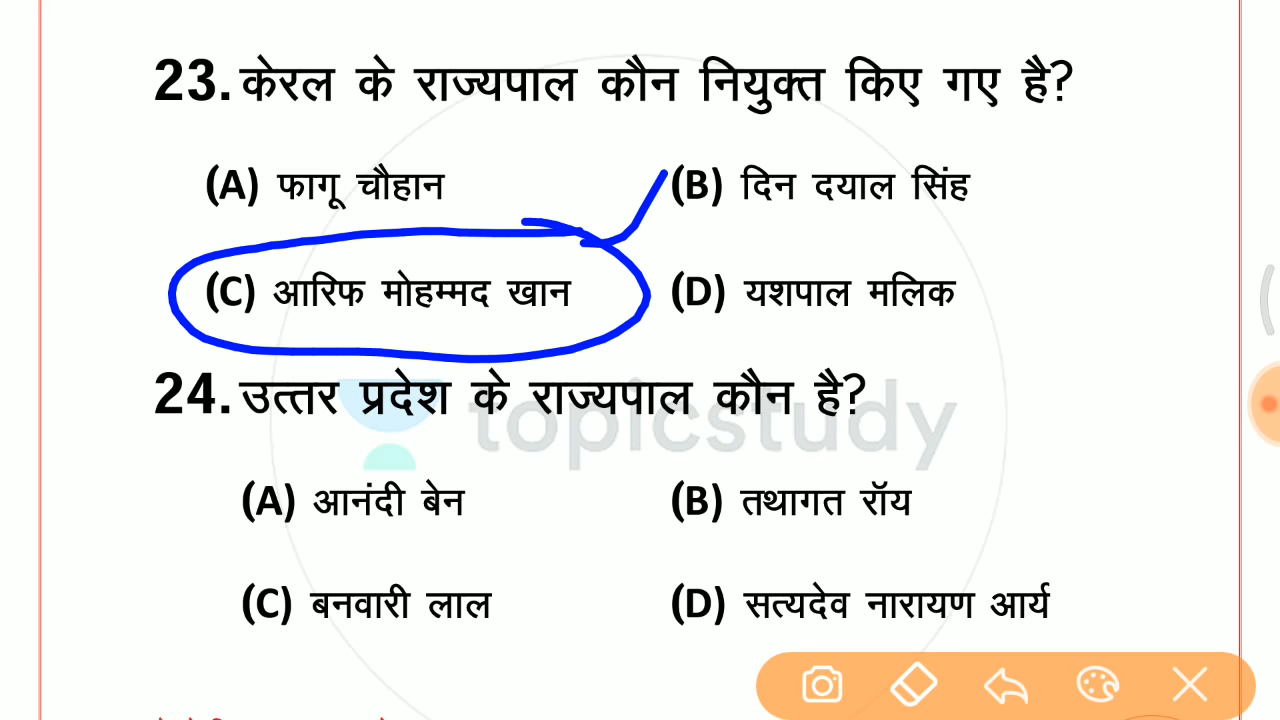 23. केरल के राज्यपाल कौन नियुक्त किए गए है?
(A) फागू चौहान (B) दिन दयाल सिंह
(C) आरिफ मोहम्मद खान (D) यशपाल मलिक
24. उत्तर प्रदेश के राज्यपाल कौन है?
topicstudy
(A) आनंदी बेन (B) तथागत रॉय
(C) बनवारी लाल (D) सत्यदेव नारायण आर्य